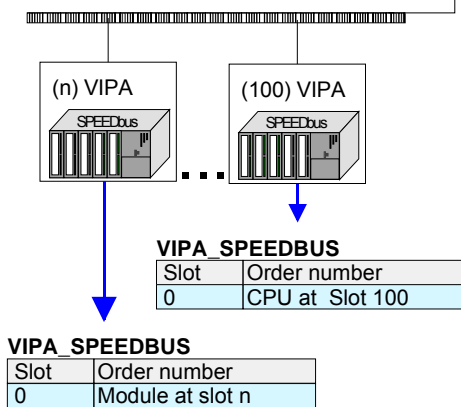 (n) VIPA
(100) VIPA
SPEEDbus
SPEEDbus
VIPA_SPEEDBUS
Slot Order number
0 CPU at Slot 100
VIPA_SPEEDBUS
Slot Order number
0 Module at slot n